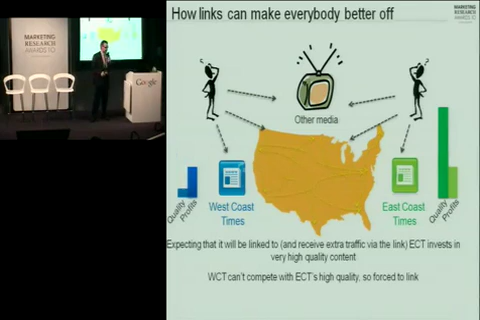 How links can make everybody better off
MARKETING
RESEARCH
AWARDS
MARKETING
RESEARCH
AWARDS 10
Google
Other media
Quality
Profits
West Coast
Times
East Coast
Times
Quality
Profits
Expecting that it will be linked to (and receive extra traffic via the link) ECT invests in
very high quality content
WCT can't compete with ECT's high quality, so forced to link